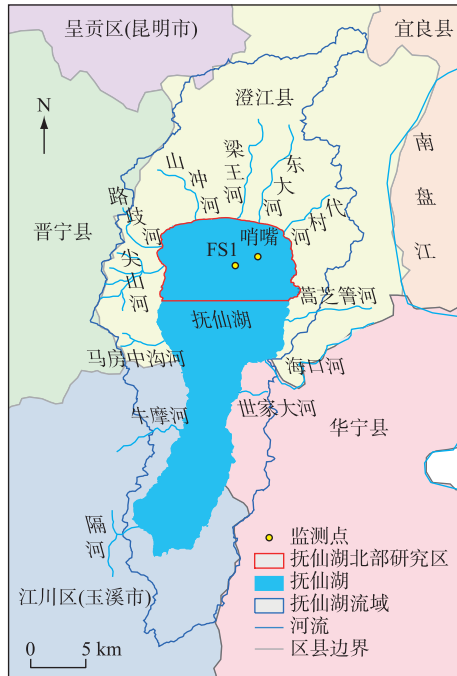 呈贡区(昆明市)
宜良县
澄江县
N
南盘江
山冲河
梁王河
东大河
路歧河
代村河
晋宁县
哨嘴
FS1
尖山河
蒿芝箐河
抚仙湖
马房中沟河
海口河
牛摩河
世家大河
华宁县
隔河
监测点
抚仙湖北部研究区
抚仙湖
江川区(玉溪市)
抚仙湖流域
河流
0 5 km
区县边界